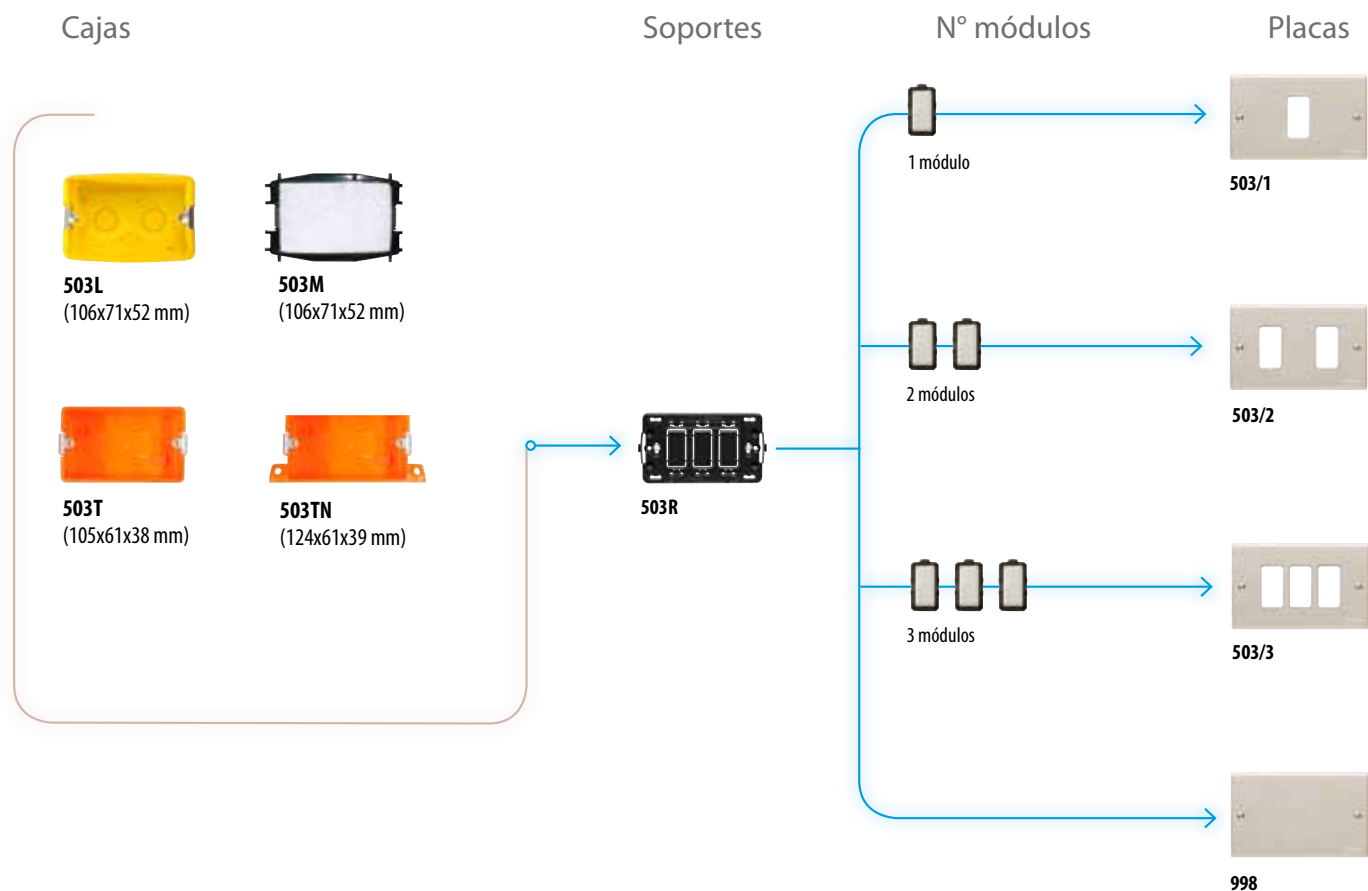 Cajas
Soportes
N° módulos
Placas
1 módulo
503/1
503L
(106x71x52 mm)
503M
(106x71x52 mm)
2 módulos
503/2
503T
(105x61x38 mm)
503TN
(124x61x39 mm)
503R
3 módulos
503/3
998